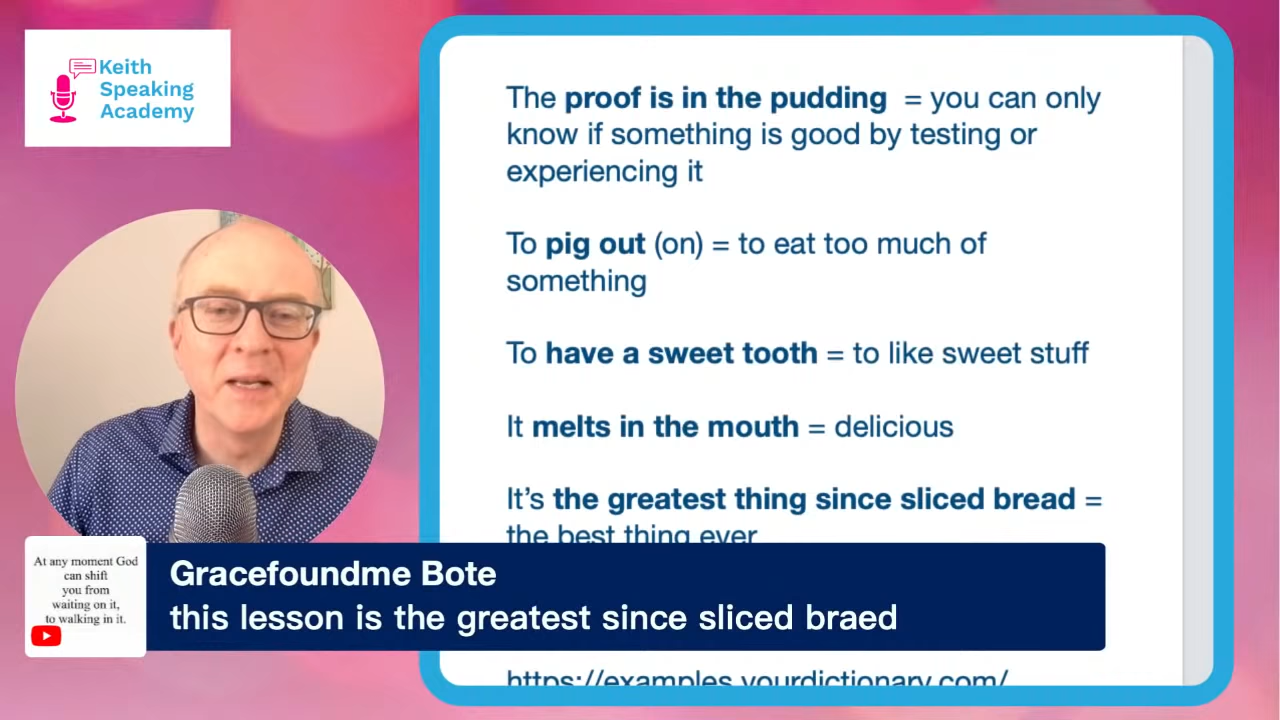 Keith
Speaking
Academy
The proof is in the pudding = you can only
know if something is good by testing or
experiencing it
To pig out (on) = to eat too much of
something
To have a sweet tooth = to like sweet stuff
It melts in the mouth = delicious
It's the greatest thing since sliced bread =
the best thing ever
At any moment God
can shift
you from
waiting on it,
to walking in it.
Gracefoundme Bote
this lesson is the greatest since sliced braed
https://examples.yourdictionary.com/